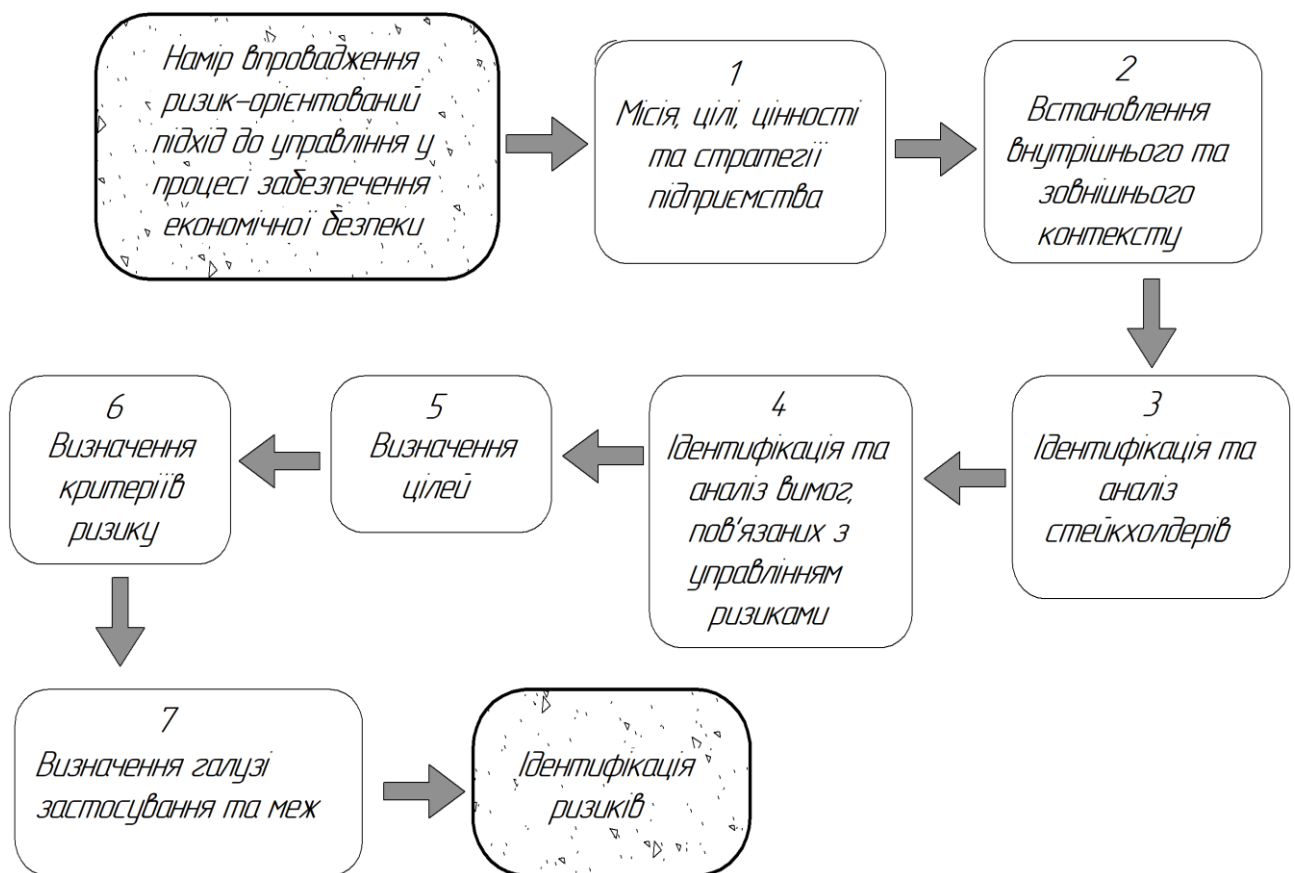 Намір впровадження
ризик-орієнтований
підхід до управління у
процесі забезпечення
економічної безпеки
1
Місія, цілі, цінності
та стратегії
підприємства
2
Встановлення
внутрішнього та
зовнішнього
контексту
3
Ідентифікація та
аналіз
стейкхолдерів
4
Ідентифікація та
аналіз вимог,
пов'язаних з
управлінням
ризиками
5
Визначення
цілей
6
Визначення
критеріїв
ризику
7
Визначення галузі
застосування та меж
Ідентифікація
ризиків